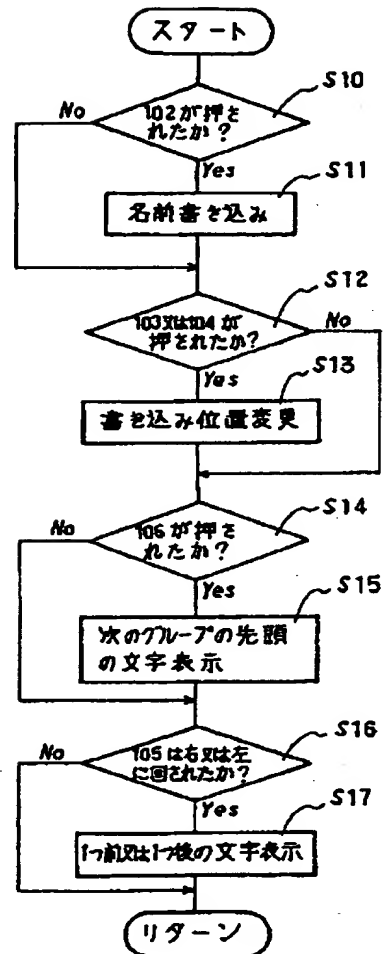 スタート
S10
102が押さ
れたか?
No
Yes
S11
名前書き込み
S12
103又は104が
押されたか?
No
Yes
S13
書き込み位置変更
S14
106が押さ
れたか?
No
Yes
S15
次のグループの先頭
の文字表示
S16
105は右又は左
に回されたか?
No
Yes
S17
1つ前又は1つ後の文字表示
リターン